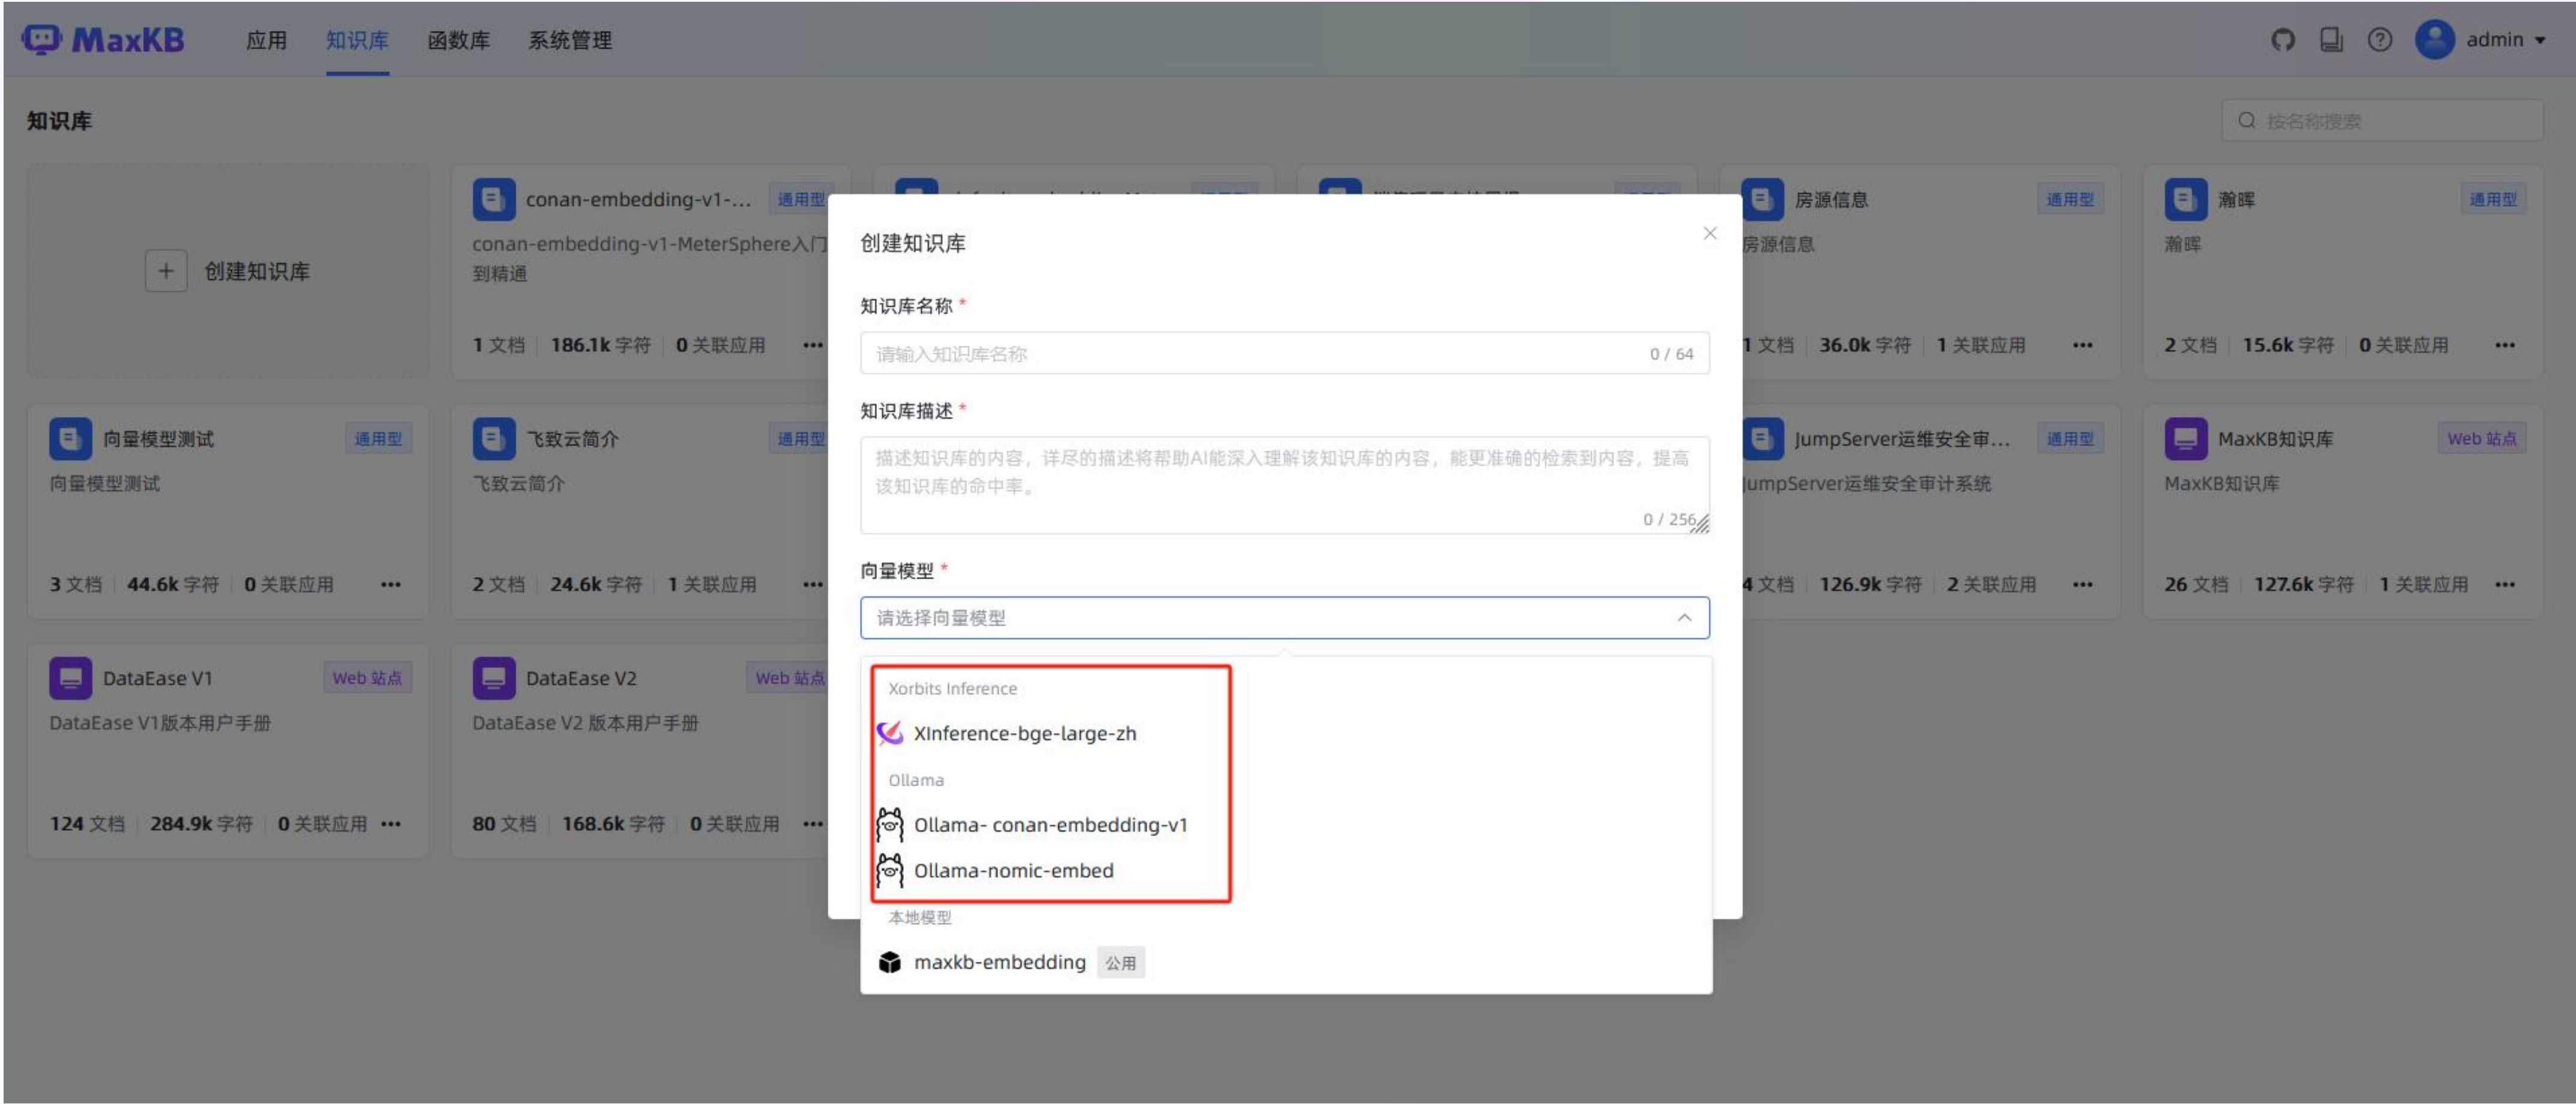 MaxKB 应用 知识库 函数库 系统管理 admin
知识库 按名称搜索
创建知识库
conan-embedding-v1-... 通用型
conan-embedding-v1-MeterSphere入门
到精通
1 文档 186.1k 字符 0 关联应用 •••
房源信息 通用型
房源信息
1 文档 36.0k 字符 1 关联应用 •••
瀚晖 通用型
瀚晖
2 文档 15.6k 字符 0 关联应用 •••
向量模型测试 通用型
向量模型测试
3 文档 44.6k 字符 0 关联应用 •••
飞致云简介 通用型
飞致云简介
2 文档 24.6k 字符 1 关联应用 •••
JumpServer运维安全审... 通用型
JumpServer运维安全审计系统
4 文档 126.9k 字符 2 关联应用 •••
MaxKB知识库 Web 站点
MaxKB知识库
26 文档 127.6k 字符 1 关联应用 •••
DataEase V1 Web 站点
DataEase V1版本用户手册
124 文档 284.9k 字符 0 关联应用 •••
DataEase V2 Web 站点
DataEase V2 版本用户手册
80 文档 168.6k 字符 0 关联应用 •••
创建知识库
知识库名称 *
请输入知识库名称 0 / 64
知识库描述 *
描述知识库的内容，详尽的描述将帮助AI能深入理解该知识库的内容，能更准确的检索到内容，提高
该知识库的命中率。
0 / 256
向量模型 *
请选择向量模型
Xorbits Inference
XInference-bge-large-zh
Ollama
Ollama- conan-embedding-v1
Ollama-nomic-embed
本地模型
maxkb-embedding 公用